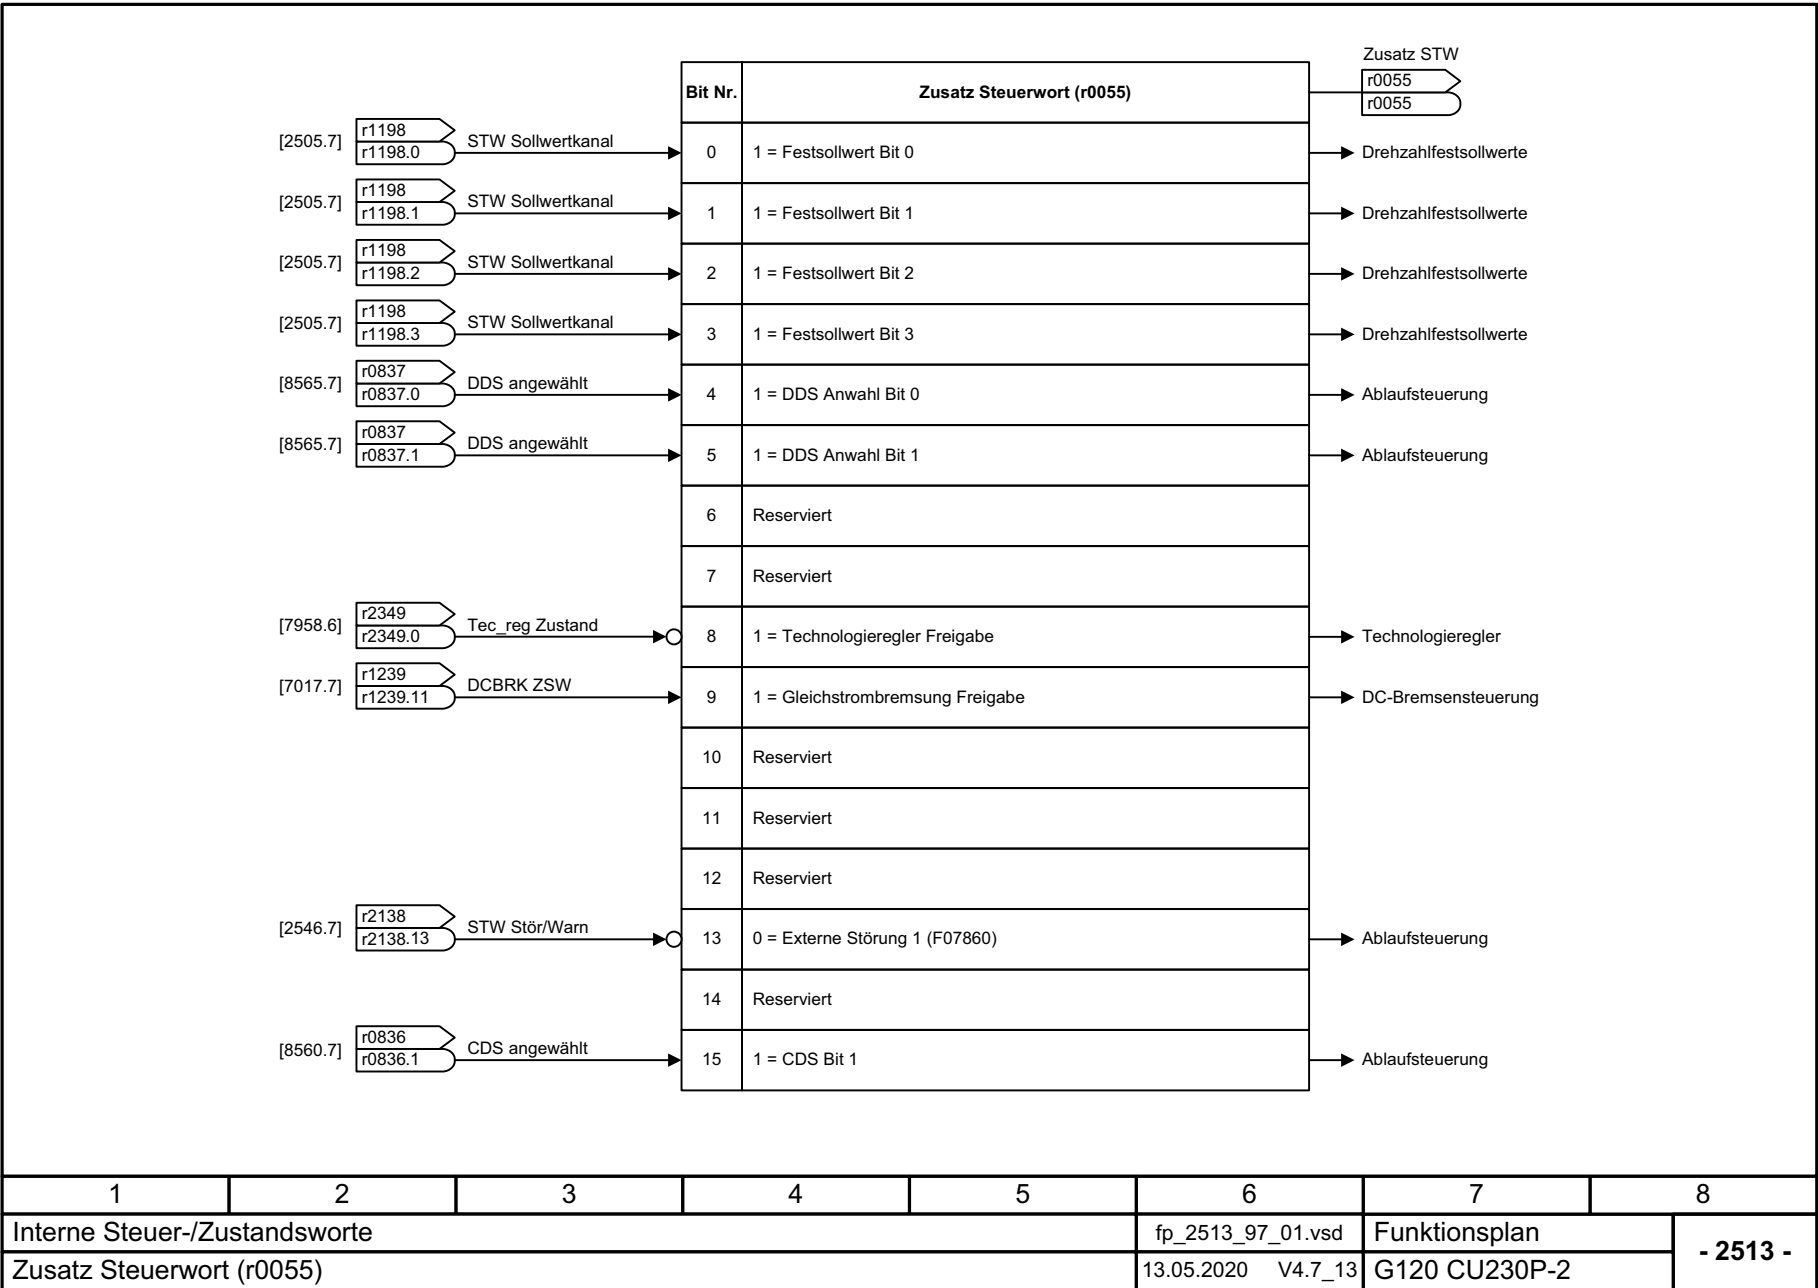 Zusatz STW
r0055
r0055
Bit Nr. Zusatz Steuerwort (r0055)
[2505.7] r1198 r1198.0 STW Sollwertkanal 0 1 = Festsollwert Bit 0 Drehzahlfestsollwerte
[2505.7] r1198 r1198.1 STW Sollwertkanal 1 1 = Festsollwert Bit 1 Drehzahlfestsollwerte
[2505.7] r1198 r1198.2 STW Sollwertkanal 2 1 = Festsollwert Bit 2 Drehzahlfestsollwerte
[2505.7] r1198 r1198.3 STW Sollwertkanal 3 1 = Festsollwert Bit 3 Drehzahlfestsollwerte
[8565.7] r0837 r0837.0 DDS angewählt 4 1 = DDS Anwahl Bit 0 Ablaufsteuerung
[8565.7] r0837 r0837.1 DDS angewählt 5 1 = DDS Anwahl Bit 1 Ablaufsteuerung
6 Reserviert
7 Reserviert
[7958.6] r2349 r2349.0 Tec_reg Zustand 8 1 = Technologieregler Freigabe Technologieregler
[7017.7] r1239 r1239.11 DCBRK ZSW 9 1 = Gleichstrombremsung Freigabe DC-Bremsensteuerung
10 Reserviert
11 Reserviert
12 Reserviert
[2546.7] r2138 r2138.13 STW Stör/Warn 13 0 = Externe Störung 1 (F07860) Ablaufsteuerung
14 Reserviert
[8560.7] r0836 r0836.1 CDS angewählt 15 1 = CDS Bit 1 Ablaufsteuerung
1 2 3 4 5 6 7 8
Interne Steuer-/Zustandsworte fp_2513_97_01.vsd Funktionsplan - 2513 -
Zusatz Steuerwort (r0055) 13.05.2020 V4.7_13 G120 CU230P-2